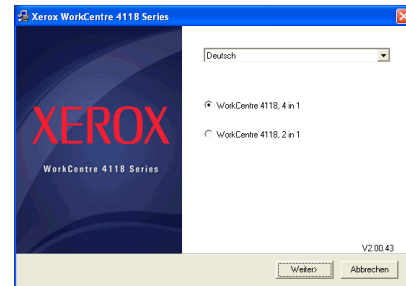 Xerox WorkCentre 4118 Series
Deutsch
WorkCentre 4118, 4 in 1
WorkCentre 4118, 2 in 1
XEROX
WorkCentre 4118 Series
V2.00.43
Weiter>
Abbrechen